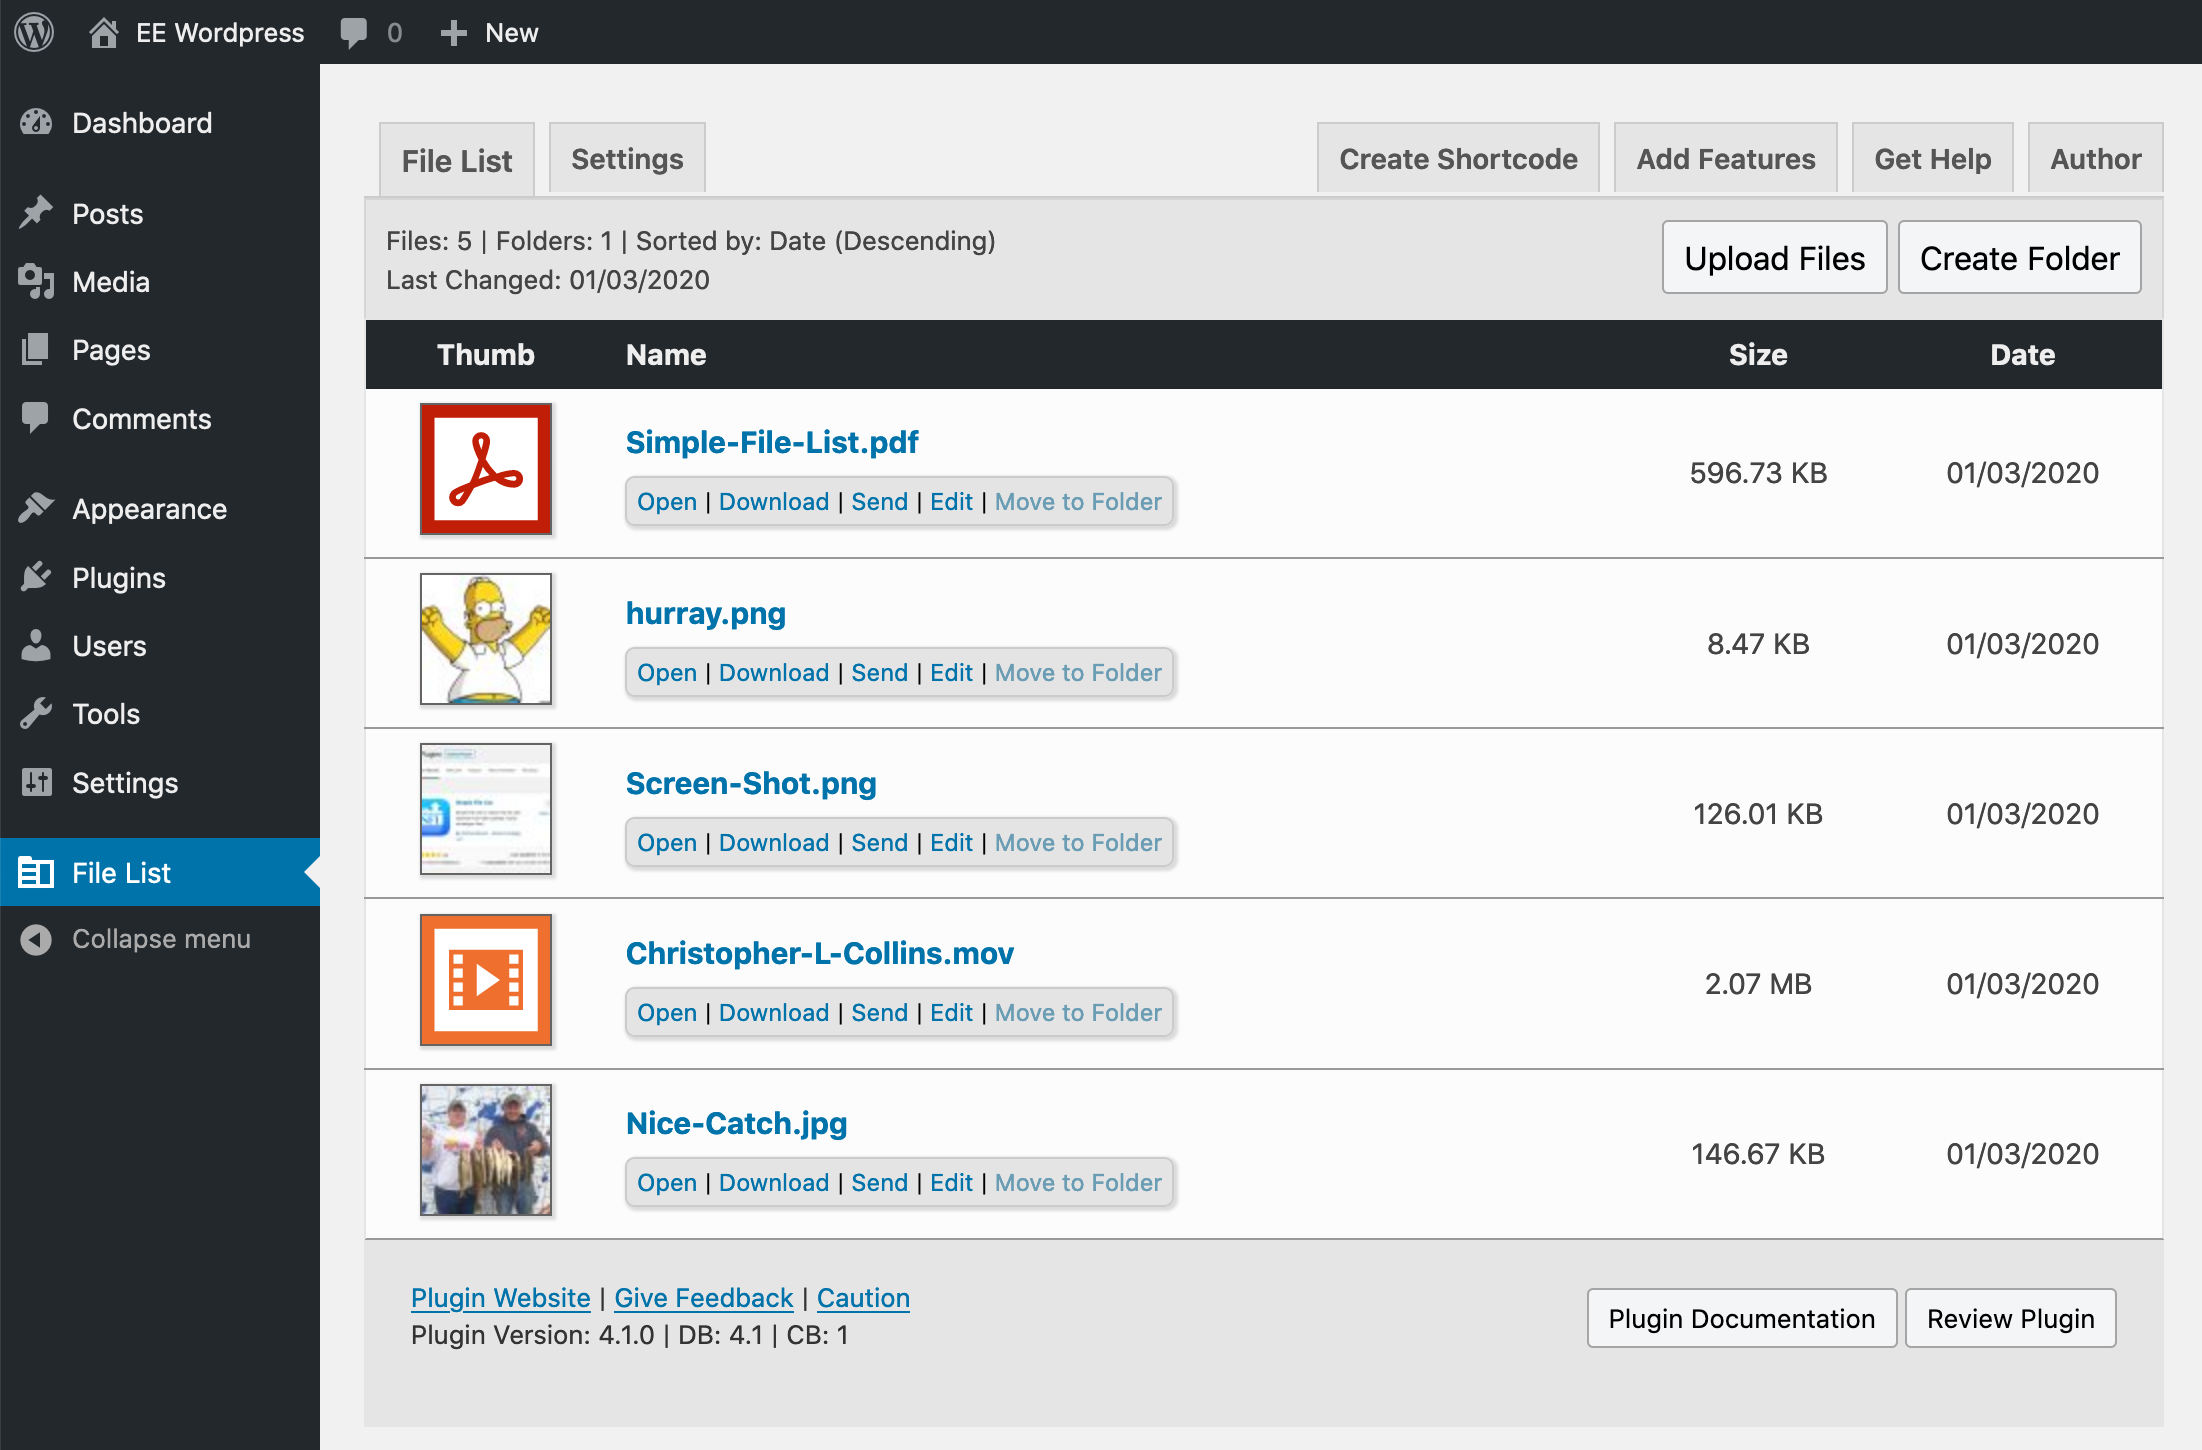 EE Wordpress 0 New
Dashboard
Posts
Media
Pages
Comments
Appearance
Plugins
Users
Tools
Settings
File List
Collapse menu
File List Settings Create Shortcode Add Features Get Help Author
Files: 5 | Folders: 1 | Sorted by: Date (Descending)
Last Changed: 01/03/2020
Upload Files Create Folder
Thumb Name Size Date
Simple-File-List.pdf
Open | Download | Send | Edit | Move to Folder
596.73 KB 01/03/2020
hurray.png
Open | Download | Send | Edit | Move to Folder
8.47 KB 01/03/2020
Screen-Shot.png
Open | Download | Send | Edit | Move to Folder
126.01 KB 01/03/2020
Christopher-L-Collins.mov
Open | Download | Send | Edit | Move to Folder
2.07 MB 01/03/2020
Nice-Catch.jpg
Open | Download | Send | Edit | Move to Folder
146.67 KB 01/03/2020
Plugin Website | Give Feedback | Caution
Plugin Version: 4.1.0 | DB: 4.1 | CB: 1
Plugin Documentation Review Plugin